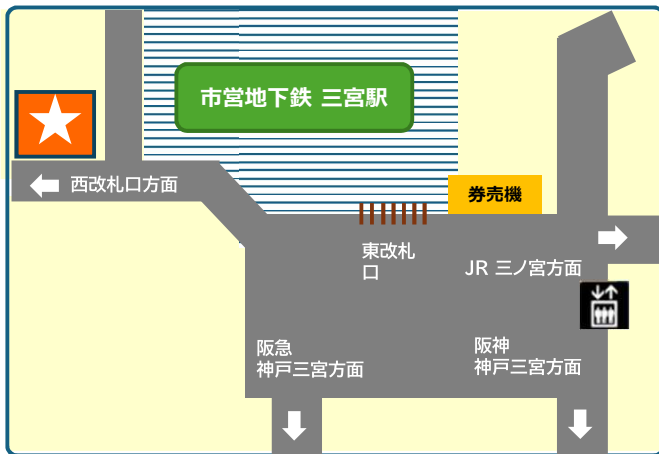 市営地下鉄 三宮駅
西改札口方面
券売機
東改札
口
JR 三ノ宮方面
阪急
神戸三宮方面
阪神
神戸三宮方面